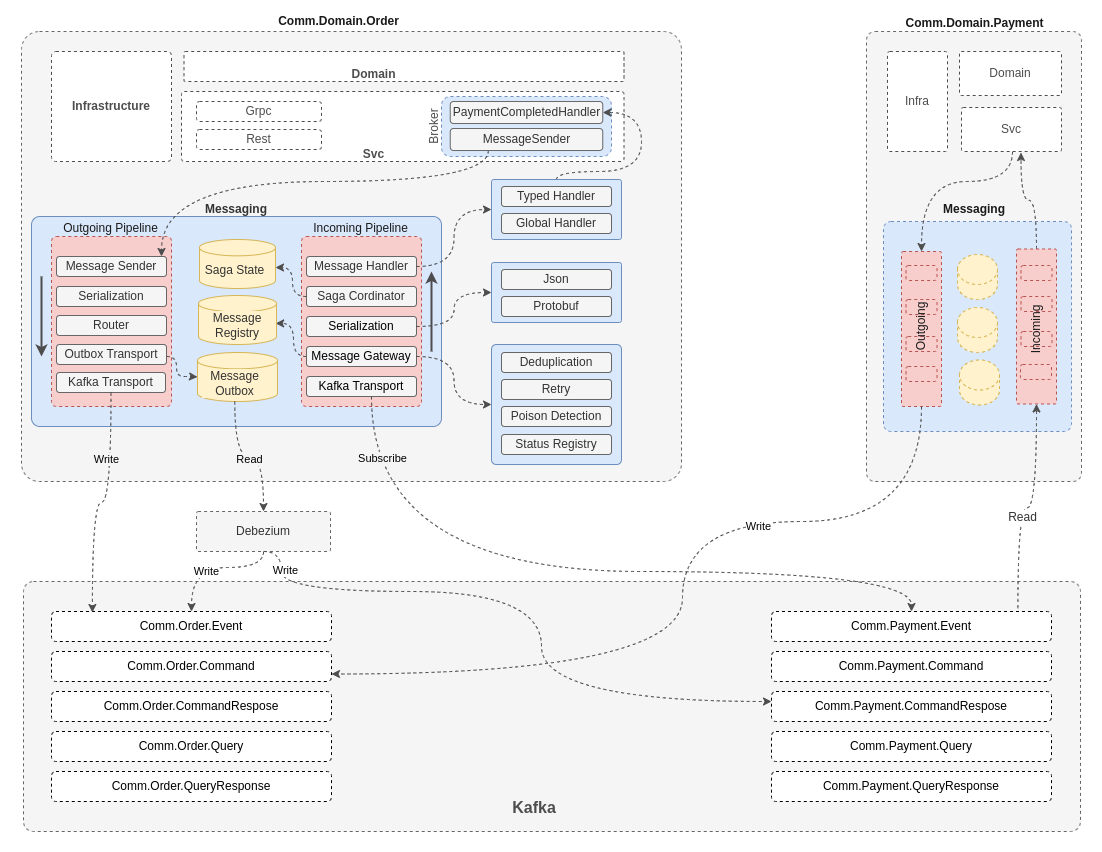 Comm.Domain.Order
Infrastructure
Domain
Grpc
Rest
Svc
Broker
PaymentCompletedHandler
MessageSender
Messaging
Outgoing Pipeline
Message Sender
Serialization
Router
Outbox Transport
Kafka Transport
Saga State
Message
Registry
Message
Outbox
Incoming Pipeline
Message Handler
Saga Cordinator
Serialization
Message Gateway
Kafka Transport
Typed Handler
Global Handler
Json
Protobuf
Deduplication
Retry
Poison Detection
Status Registry
Comm.Domain.Payment
Infra
Domain
Svc
Messaging
Outgoing
Incoming
Write
Read
Subscribe
Write
Read
Debezium
Write
Write
Comm.Order.Event
Comm.Order.Command
Comm.Order.CommandRespose
Comm.Order.Query
Comm.Order.QueryResponse
Comm.Payment.Event
Comm.Payment.Command
Comm.Payment.CommandRespose
Comm.Payment.Query
Comm.Payment.QueryResponse
Kafka